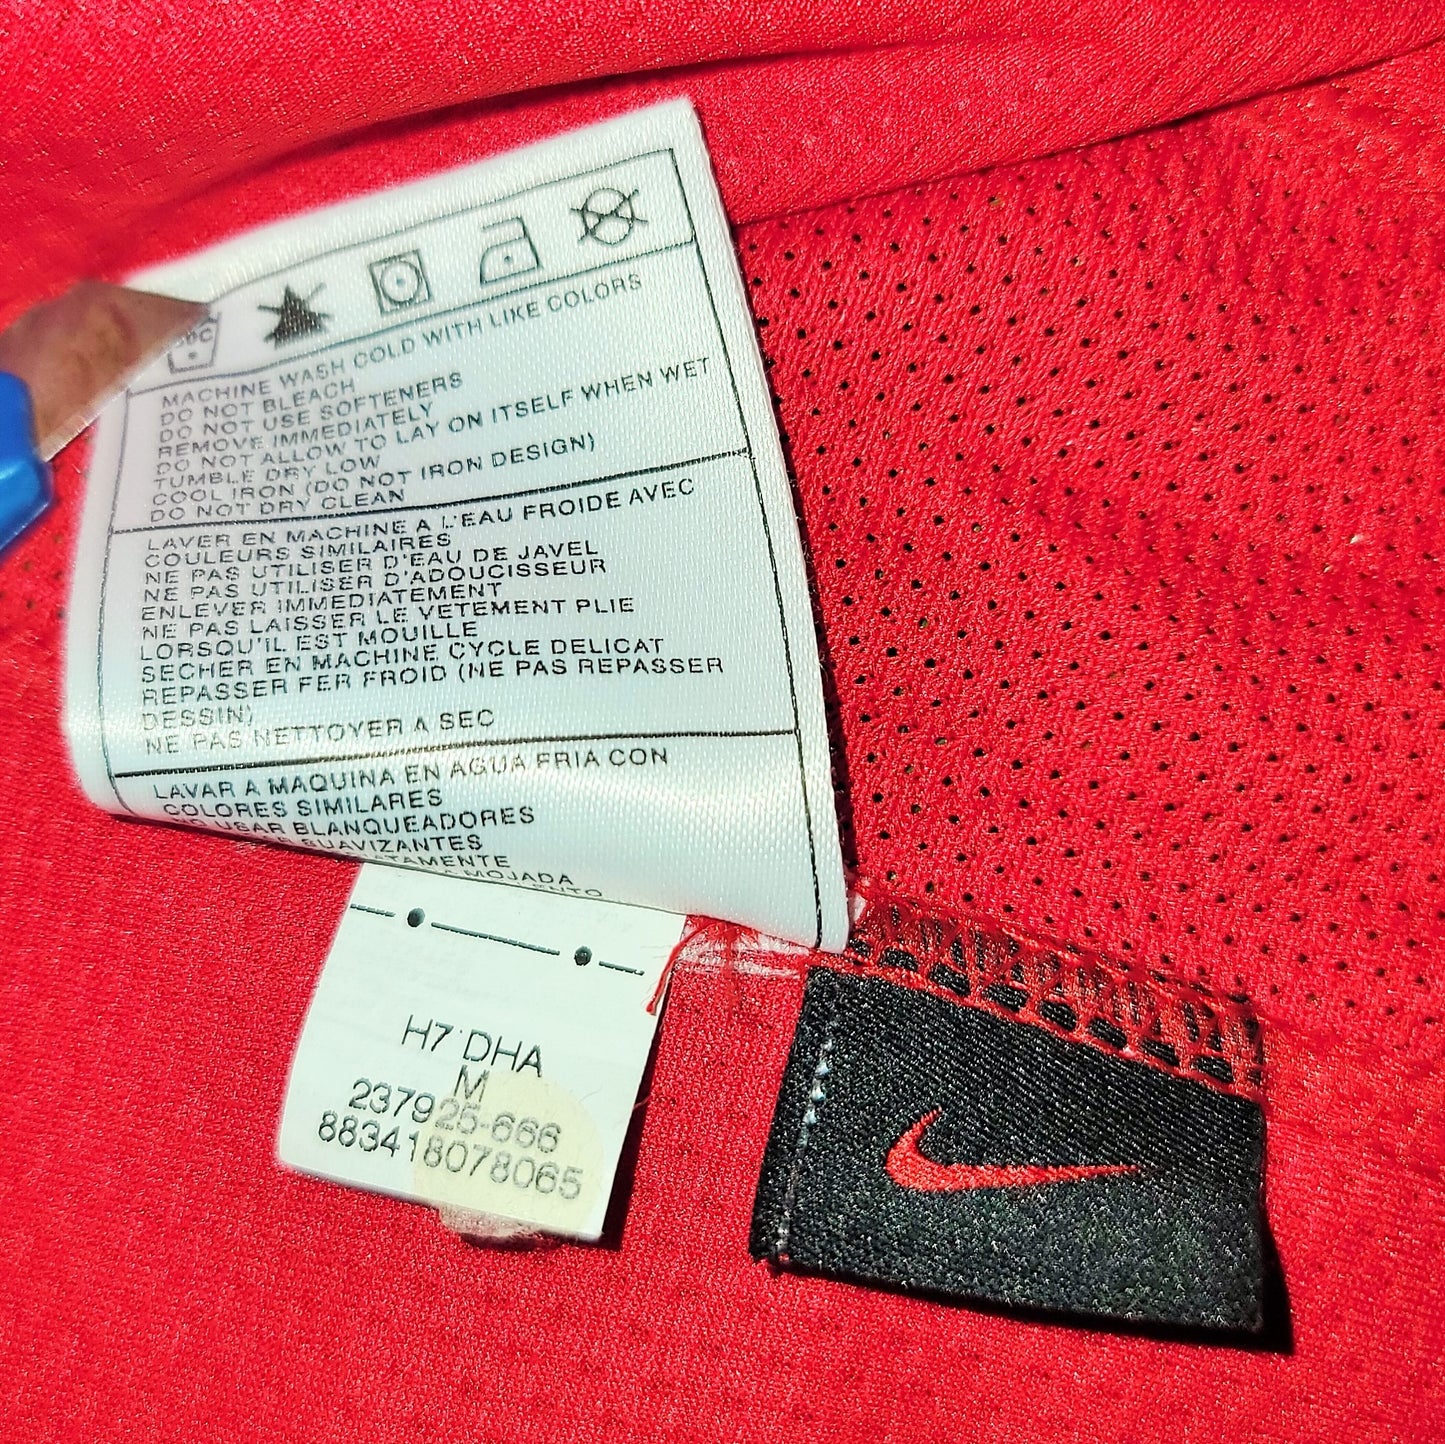 MACHINE WASH COLD WITH LIKE COLORS
DO NOT BLEACH
DO NOT USE SOFTENERS
REMOVE IMMEDIATELY
DO NOT ALLOW TO LAY ON ITSELF WHEN WET
TUMBLE DRY LOW
COOL IRON (DO NOT IRON DESIGN)
DO NOT DRY CLEAN
LAVER EN MACHINE A L'EAU FROIDE AVEC
COULEURS SIMILAIRES
NE PAS UTILISER D'EAU DE JAVEL
NE PAS UTILISER D'ADOUCISSEUR
ENLEVER IMMEDIATEMENT
NE PAS LAISSER LE VETEMENT PLIE
LORSQU'IL EST MOUILLE
SECHER EN MACHINE CYCLE DELICAT
REPASSER FER FROID (NE PAS REPASSER
DESSIN)
NE PAS NETTOYER A SEC
LAVAR A MAQUINA EN AGUA FRIA CON
COLORES SIMILARES
USAR BLANQUEADORES
SUAVIZANTES
MOJADA
H7 DHA
M
237925-666
883418078065